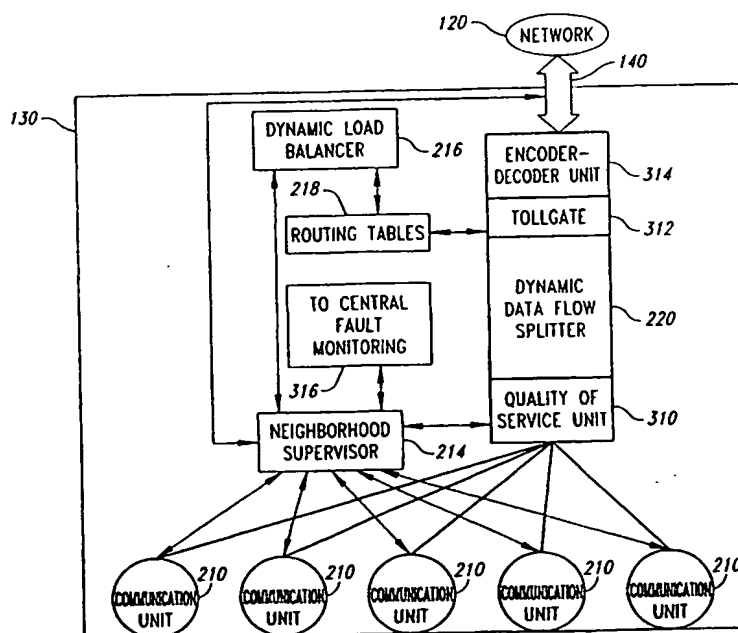 120
NETWORK
140
130
DYNAMIC LOAD
BALANCER
216
ENCODER-
DECODER UNIT
314
218
TOLLGATE
312
ROUTING TABLES
DYNAMIC
DATA FLOW
SPLITTER
220
TO CENTRAL
FAULT
MONITORING
316
QUALITY OF
SERVICE UNIT
310
NEIGHBORHOOD
SUPERVISOR
214
210
COMMUNICATION
UNIT
210
COMMUNICATION
UNIT
210
COMMUNICATION
UNIT
210
COMMUNICATION
UNIT
210
COMMUNICATION
UNIT